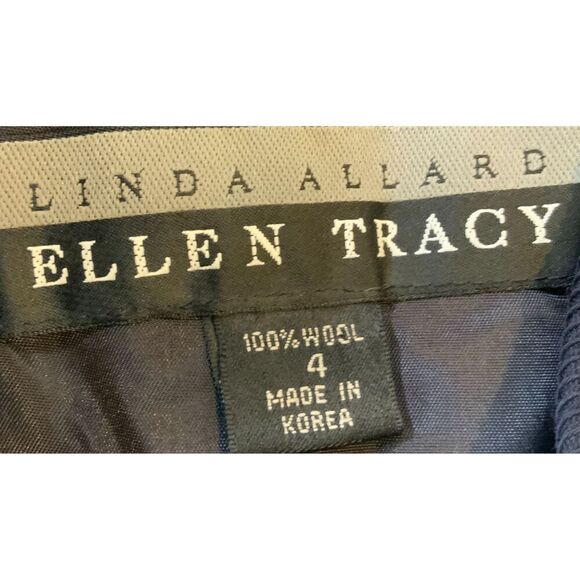 LINDA ALLARD
ELLEN TRACY
100% WOOL
4
MADE IN
KOREA